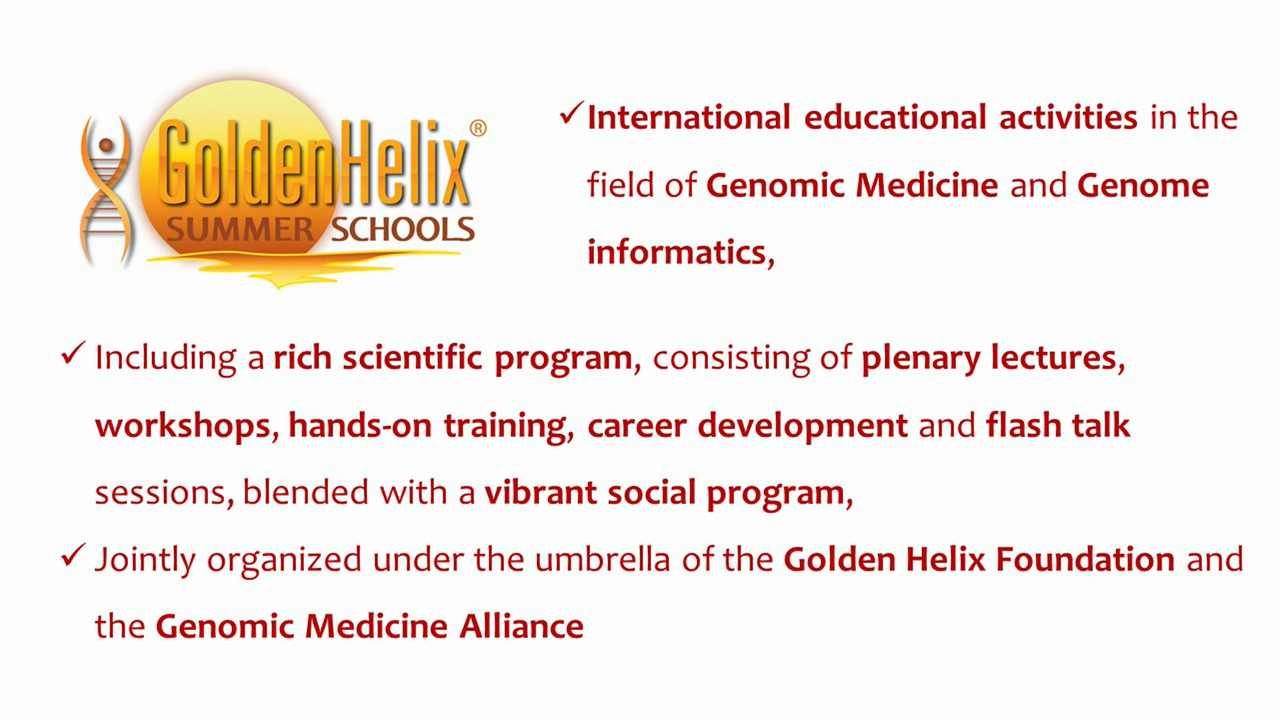 GoldenHelix®
SUMMER SCHOOLS
✓International educational activities in the
field of Genomic Medicine and Genome
informatics,
✓ Including a rich scientific program, consisting of plenary lectures,
workshops, hands-on training, career development and flash talk
sessions, blended with a vibrant social program,
✓ Jointly organized under the umbrella of the Golden Helix Foundation and
the Genomic Medicine Alliance